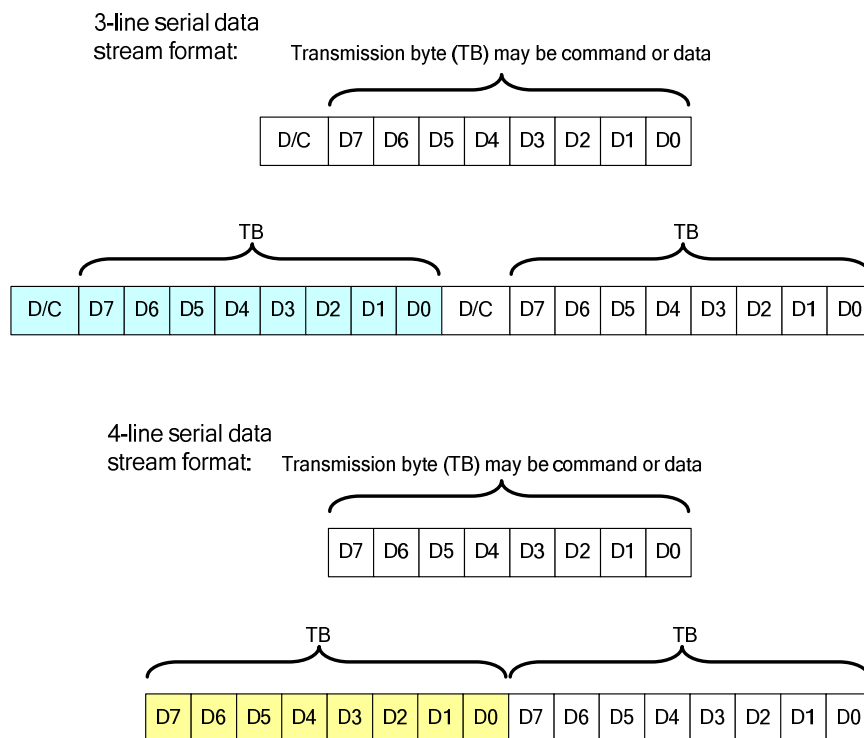 3-line serial data
stream format:
Transmission byte (TB) may be command or data
D/C D7 D6 D5 D4 D3 D2 D1 D0
TB TB
D/C D7 D6 D5 D4 D3 D2 D1 D0 D/C D7 D6 D5 D4 D3 D2 D1 D0
4-line serial data
stream format:
Transmission byte (TB) may be command or data
D7 D6 D5 D4 D3 D2 D1 D0
TB TB
D7 D6 D5 D4 D3 D2 D1 D0 D7 D6 D5 D4 D3 D2 D1 D0